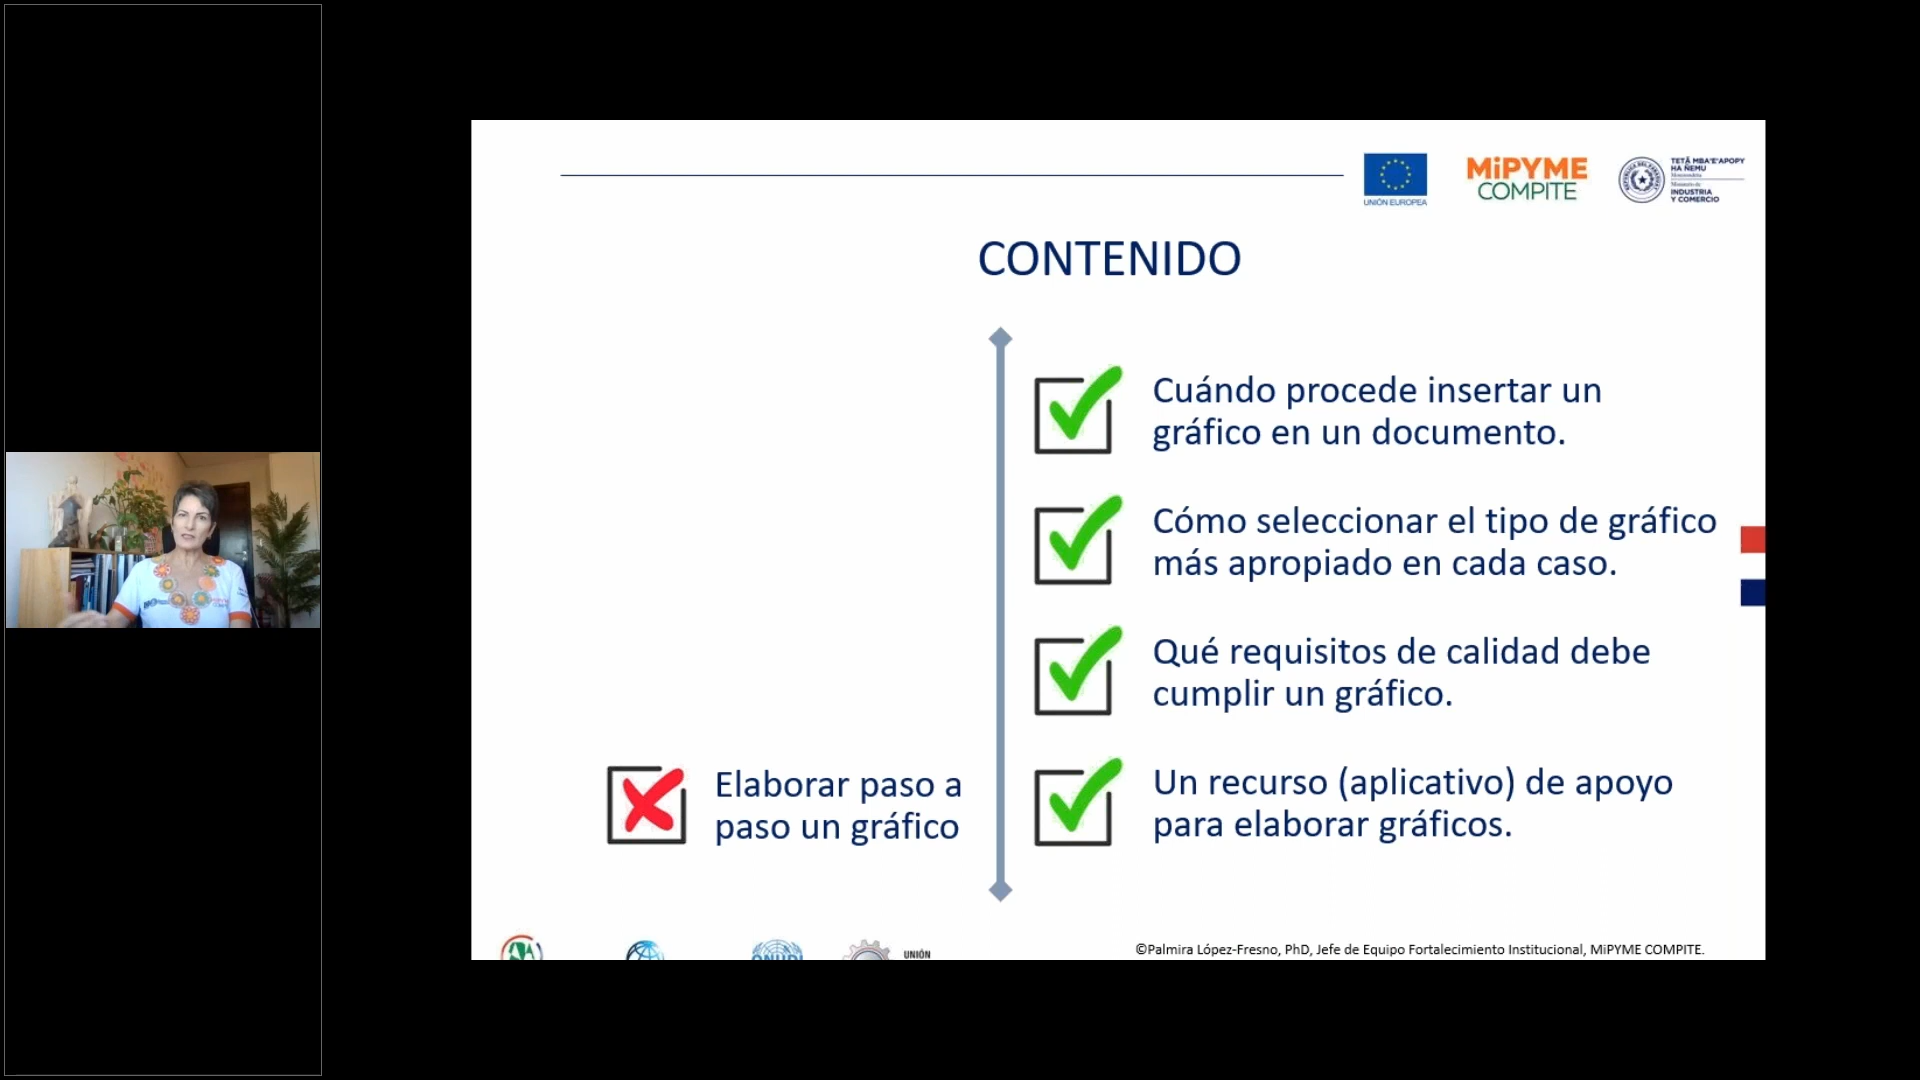 UNIÓN EUROPEA
MiPYME
COMPITE
TETÃ MBA'E'APOPY
HA ÑEMU
INDUSTRIA
Y COMERCIO
CONTENIDO
Cuándo procede insertar un
gráfico en un documento.
Cómo seleccionar el tipo de gráfico
más apropiado en cada caso.
Qué requisitos de calidad debe
cumplir un gráfico.
Elaborar paso a
paso un gráfico
Un recurso (aplicativo) de apoyo
para elaborar gráficos.
UNIÓN
©Palmira López-Fresno, PhD, Jefe de Equipo Fortalecimiento Institucional, MiPYME COMPITE.